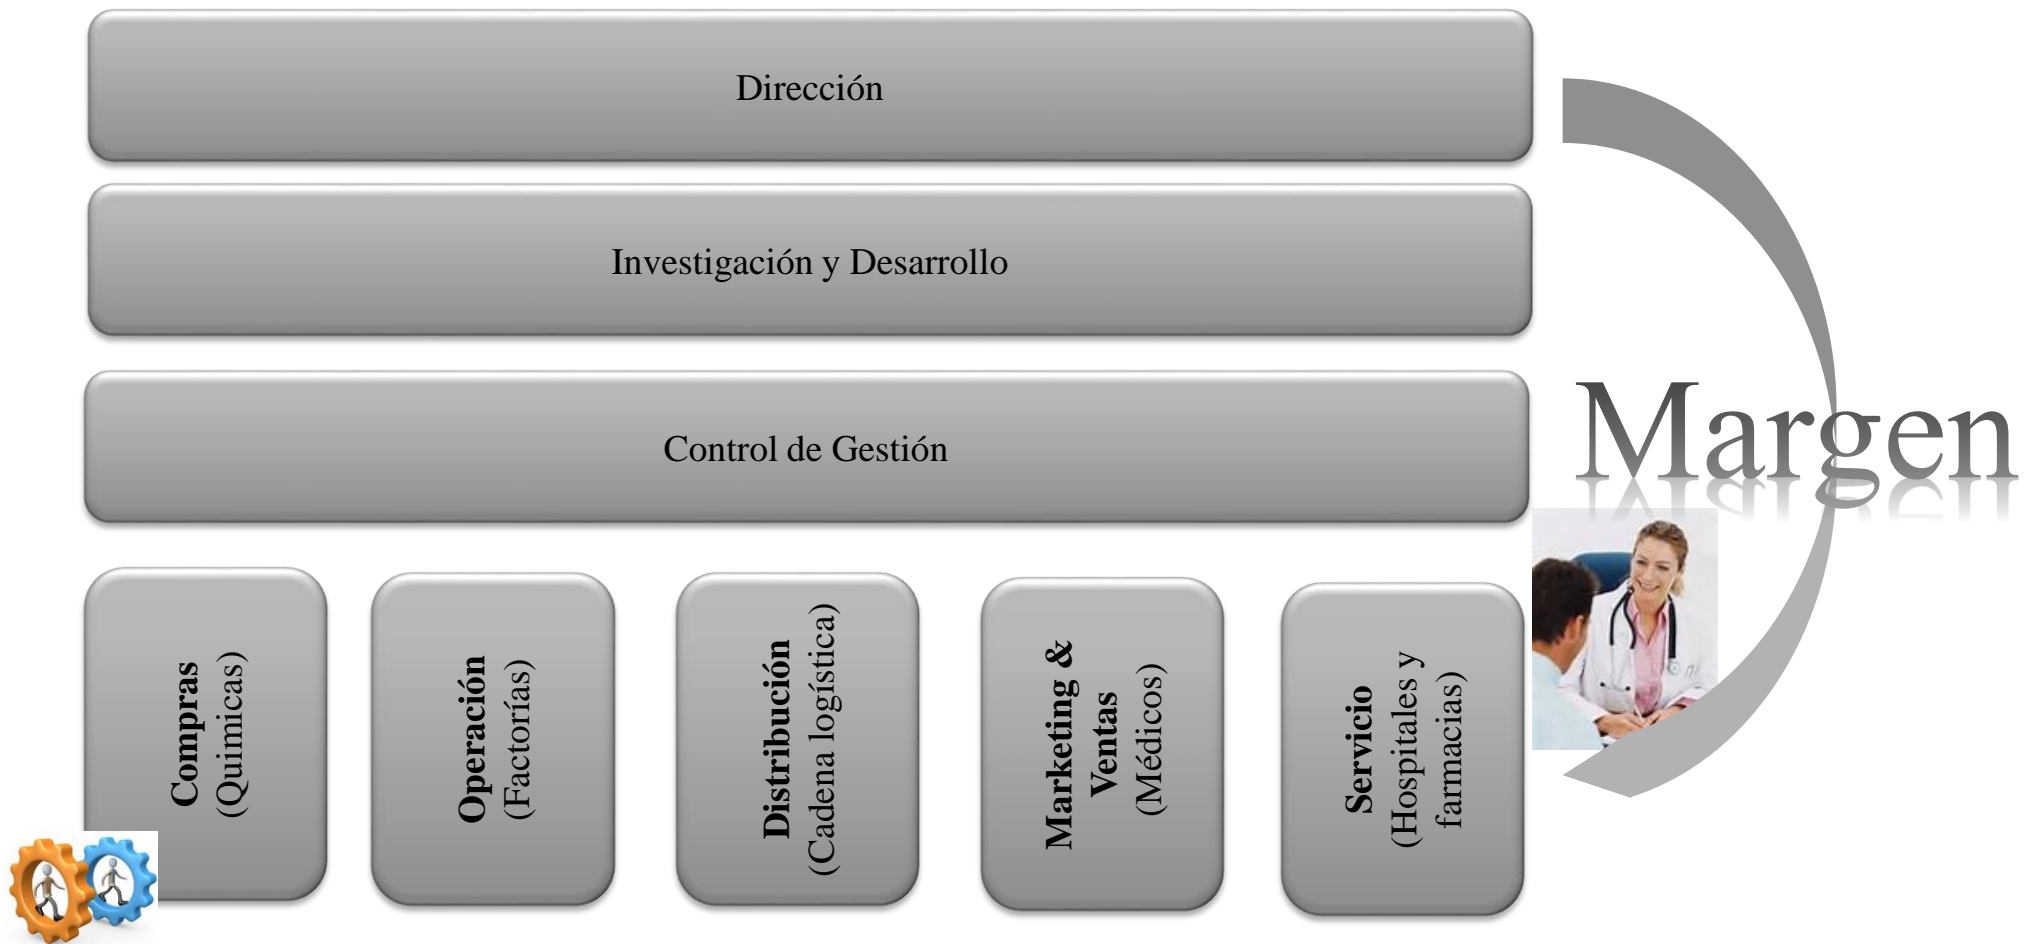 Dirección
Investigación y Desarrollo
Control de Gestión
Margen
Compras
(Quimicas)
Operación
(Factorías)
Distribución
(Cadena logística)
Marketing &
Ventas
(Médicos)
Servicio
(Hospitales y
farmacias)